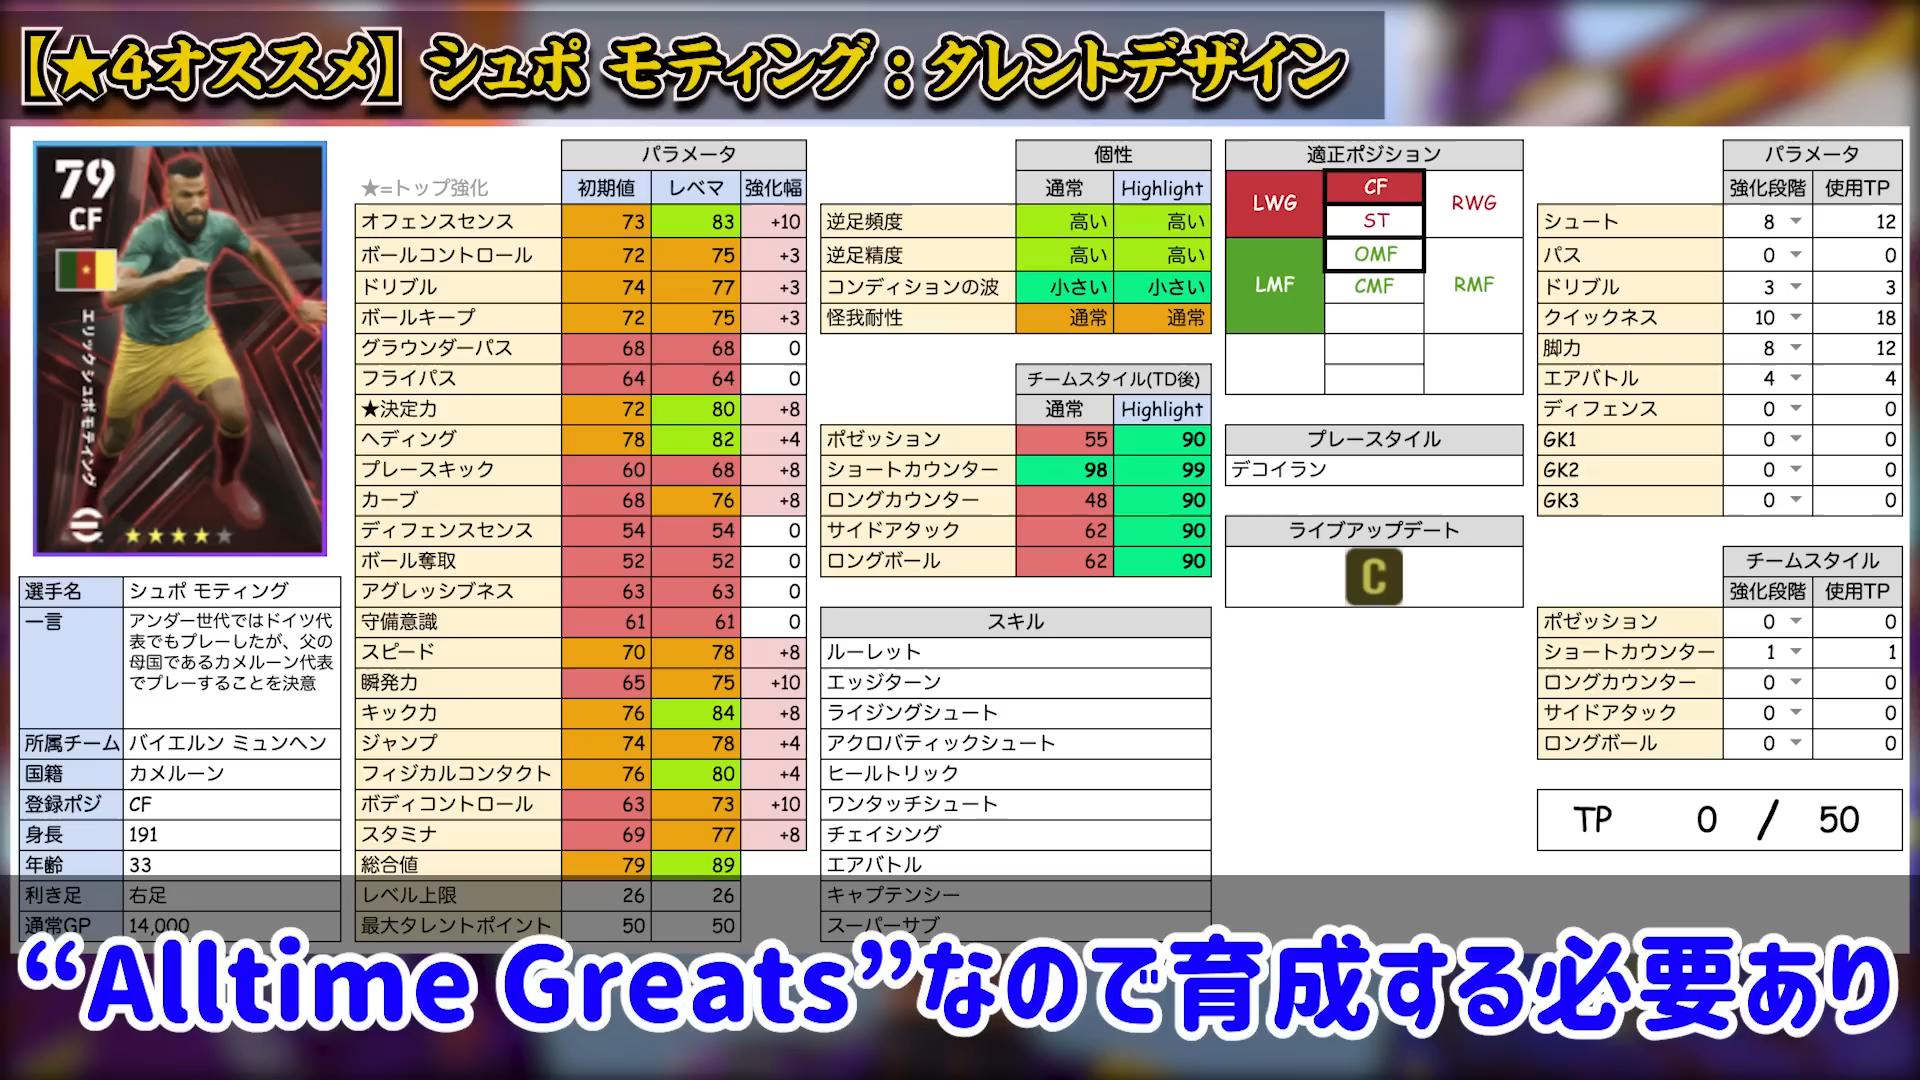 【★4オススメ】シュポ モティング：タレントデザイン
79
CF
エリック シュポ モティング
★★★★★
選手名 シュポ モティング
一言 アンダー世代ではドイツ代
表でもプレーしたが、父の
母国であるカメルーン代表
でプレーすることを決意
所属チーム バイエルン ミュンヘン
国籍 カメルーン
登録ポジ CF
身長 191
年齢 33
利き足 右足
通常GP 14,000
パラメータ
★=トップ強化 初期値 レベマ 強化幅
オフェンスセンス 73 83 +10
ボールコントロール 72 75 +3
ドリブル 74 77 +3
ボールキープ 72 75 +3
グラウンダーパス 68 68 0
フライパス 64 64 0
★決定力 72 80 +8
ヘディング 78 82 +4
プレースキック 60 68 +8
カーブ 68 76 +8
ディフェンスセンス 54 54 0
ボール奪取 52 52 0
アグレッシブネス 63 63 0
守備意識 61 61 0
スピード 70 78 +8
瞬発力 65 75 +10
キック力 76 84 +8
ジャンプ 74 78 +4
フィジカルコンタクト 76 80 +4
ボディコントロール 63 73 +10
スタミナ 69 77 +8
総合値 79 89
レベル上限 26 26
最大タレントポイント 50 50
個性
通常 Highlight
逆足頻度 高い 高い
逆足精度 高い 高い
コンディションの波 小さい 小さい
怪我耐性 通常 通常
チームスタイル(TD後)
通常 Highlight
ポゼッション 55 90
ショートカウンター 98 99
ロングカウンター 48 90
サイドアタック 62 90
ロングボール 62 90
スキル
ルーレット
エッジターン
ライジングシュート
アクロバティックシュート
ヒールトリック
ワンタッチシュート
チェイシング
エアバトル
キャプテンシー
スーパーサブ
適正ポジション
LWG CF RWG
ST
OMF
LMF CMF RMF
プレースタイル
デコイラン
ライブアップデート
C
パラメータ
強化段階 使用TP
シュート 8 12
パス 0 0
ドリブル 3 3
クイックネス 10 18
脚力 8 12
エアバトル 4 4
ディフェンス 0 0
GK1 0 0
GK2 0 0
GK3 0 0
チームスタイル
強化段階 使用TP
ポゼッション 0 0
ショートカウンター 1 1
ロングカウンター 0 0
サイドアタック 0 0
ロングボール 0 0
TP 0 / 50
“Alltime Greats”なので育成する必要あり